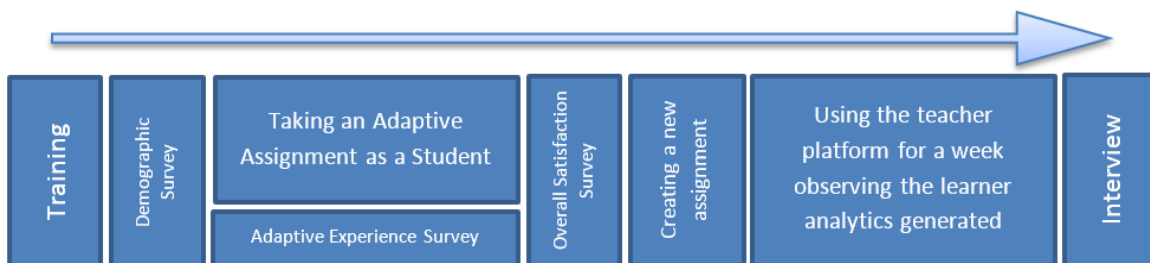 Training
Demographic
Survey
Taking an Adaptive
Assignment as a Student
Adaptive Experience Survey
Overall Satisfaction
Survey
Creating a new
assignment
Using the teacher
platform for a week
observing the learner
analytics generated
Interview